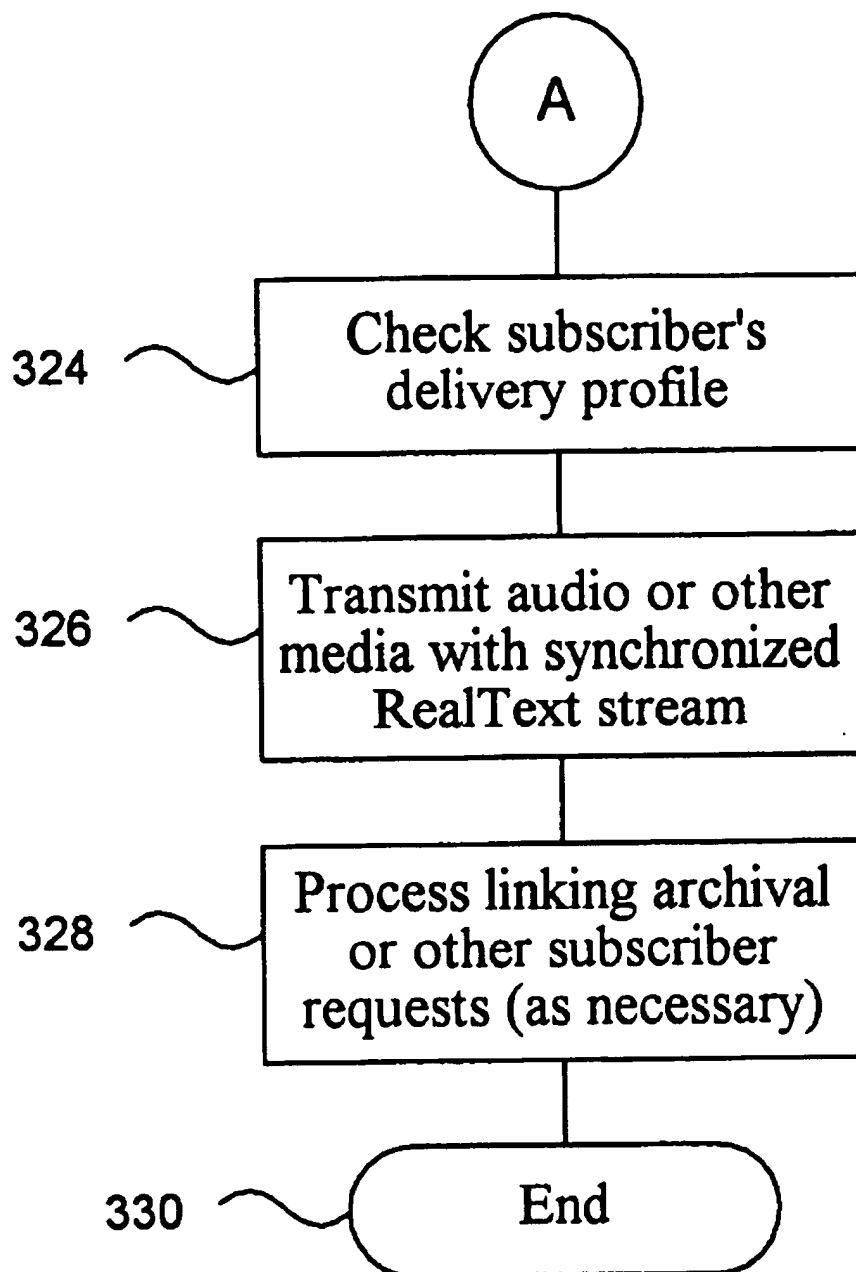 A
324
Check subscriber's
delivery profile
326
Transmit audio or other
media with synchronized
RealText stream
328
Process linking archival
or other subscriber
requests (as necessary)
330
End